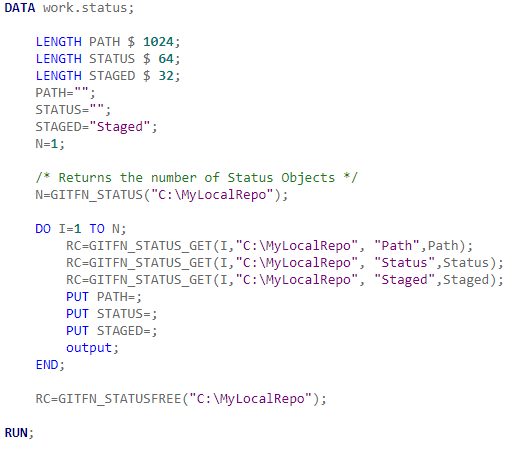 DATA work.status;
LENGTH PATH $ 1024;
LENGTH STATUS $ 64;
LENGTH STAGED $ 32;
PATH="";
STATUS="";
STAGED="Staged";
N=1;
/* Returns the number of Status Objects */
N=GITFN_STATUS("C:\MyLocalRepo");
DO I=1 TO N;
RC=GITFN_STATUS_GET(I,"C:\MyLocalRepo", "Path",Path);
RC=GITFN_STATUS_GET(I,"C:\MyLocalRepo", "Status",Status);
RC=GITFN_STATUS_GET(I,"C:\MyLocalRepo", "Staged",Staged);
PUT PATH=;
PUT STATUS=;
PUT STAGED=;
output;
END;
RC=GITFN_STATUSFREE("C:\MyLocalRepo");
RUN;